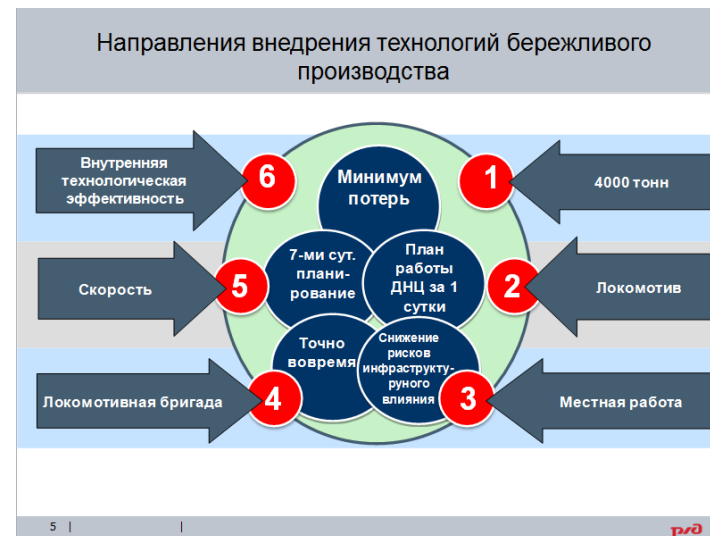 Направления внедрения технологий бережливого
производства
Внутренняя
технологическая
эффективность
6
Минимум
потерь
1
4000 тонн
Скорость
5
7-ми сут.
плани-
рование
План
работы
ДНЦ за 1
сутки
2
Локомотив
Локомотивная бригада
4
Точно
вовремя
Снижение
рисков
инфраструкту-
руного
влияния
3
Местная работа
5 | |
ржд